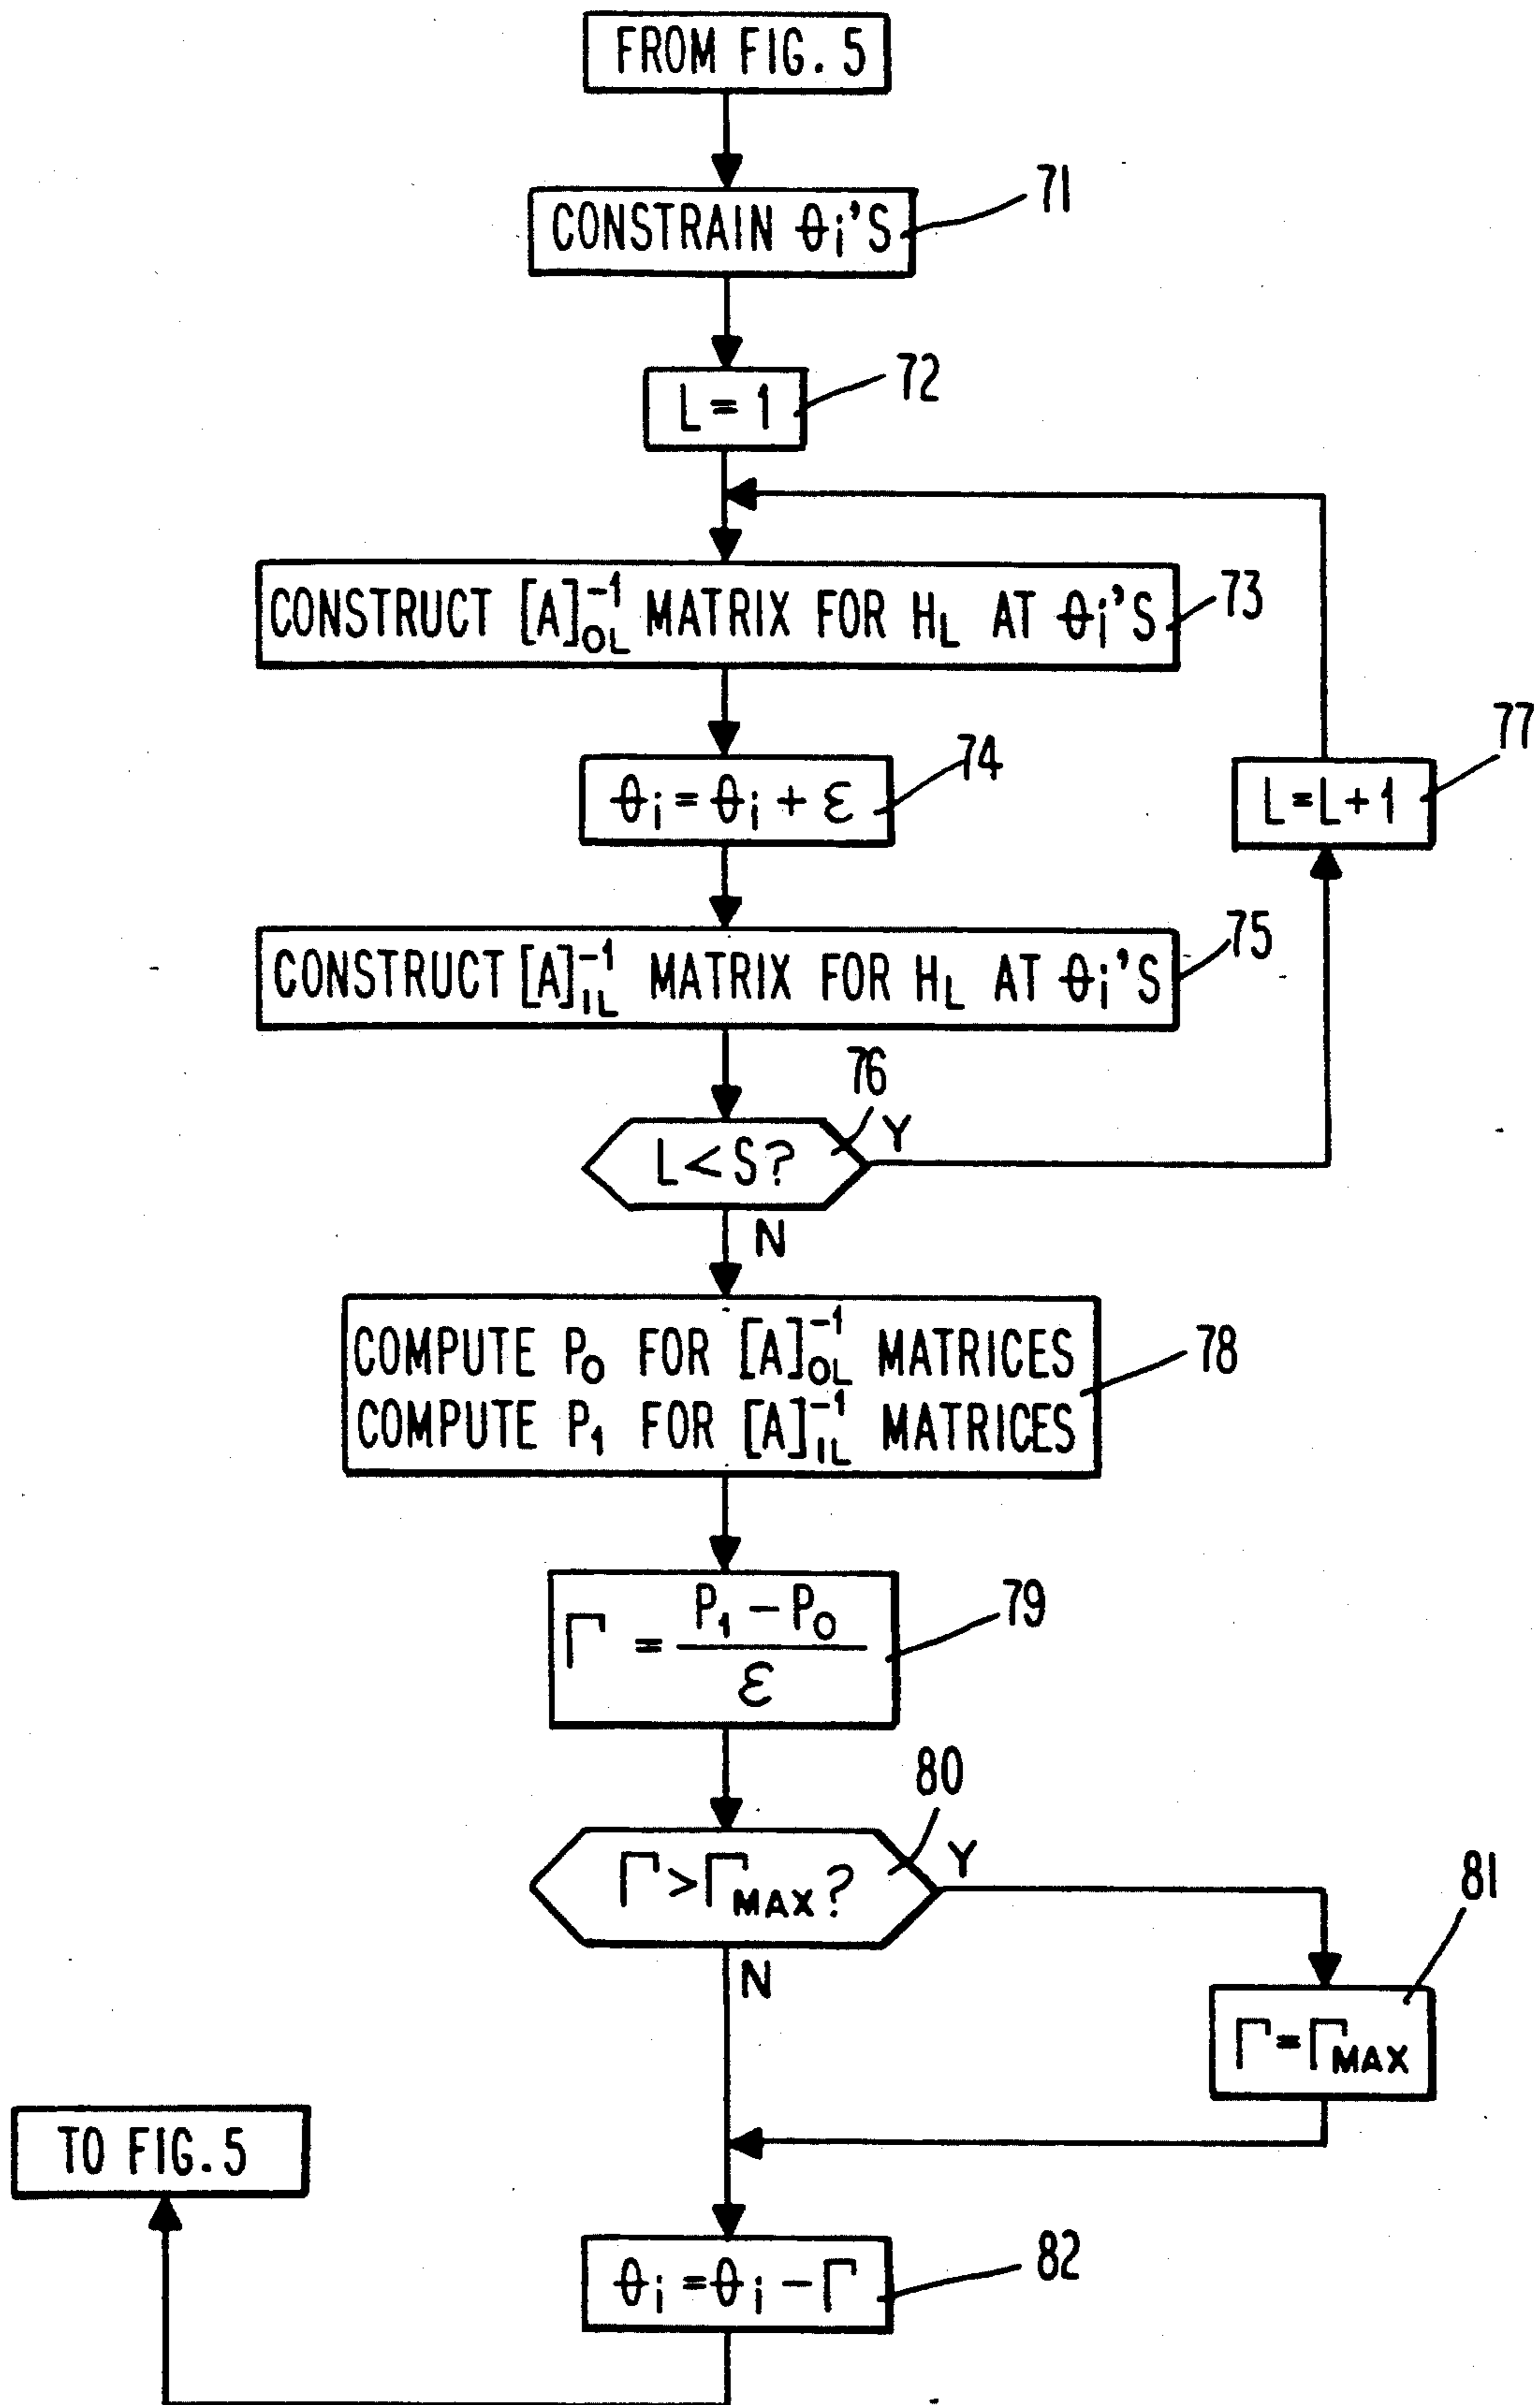 FROM FIG. 5
CONSTRAIN θi'S
71
L = 1
72
CONSTRUCT [A]⁻¹OL MATRIX FOR HL AT θi'S
73
θi = θi + ε
74
L=L+1
77
CONSTRUCT [A]⁻¹IL MATRIX FOR HL AT θi'S
75
L<S?
76
Y
N
COMPUTE P0 FOR [A]⁻¹OL MATRICES
COMPUTE P1 FOR [A]⁻¹IL MATRICES
78
Γ = P1 – P0
ε
79
Γ>ΓMAX?
80
Y
N
81
Γ=ΓMAX
TO FIG. 5
θi=θi – Γ
82